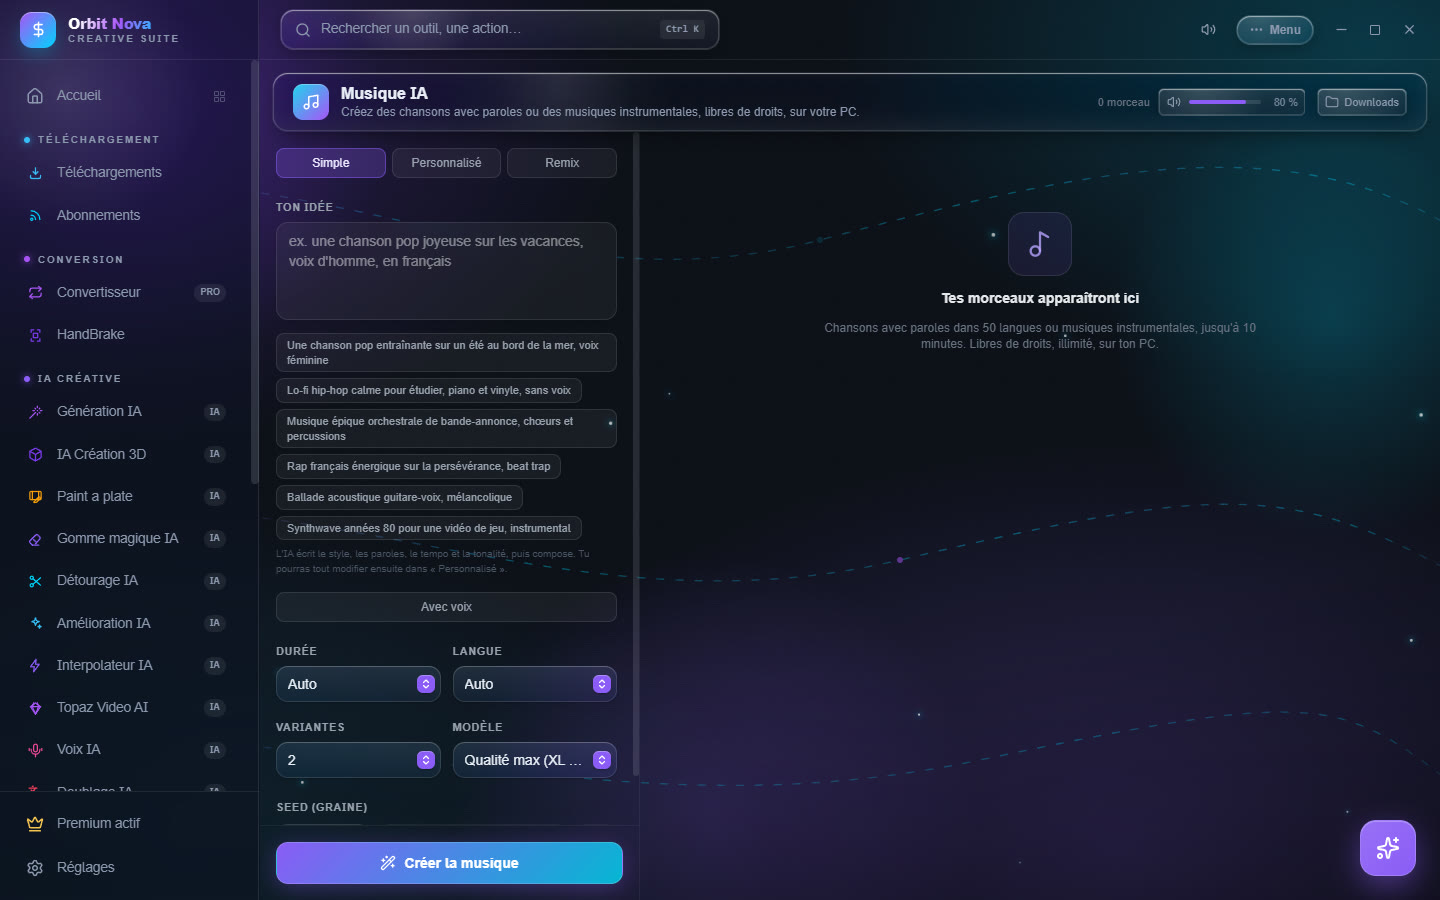 Orbit Nova
CREATIVE SUITE
Rechercher un outil, une action…
Ctrl K
Menu
Accueil
TÉLÉCHARGEMENT
Téléchargements
Abonnements
CONVERSION
Convertisseur
PRO
HandBrake
IA CRÉATIVE
Génération IA
IA
IA Création 3D
IA
Paint a plate
IA
Gomme magique IA
IA
Détourage IA
IA
Amélioration IA
IA
Interpolateur IA
IA
Topaz Video AI
IA
Voix IA
IA
Doublage IA
IA
Premium actif
Réglages
Musique IA
Créez des chansons avec paroles ou des musiques instrumentales, libres de droits, sur votre PC.
0 morceau
80 %
Downloads
Simple
Personnalisé
Remix
TON IDÉE
ex. une chanson pop joyeuse sur les vacances,
voix d'homme, en français
Une chanson pop entraînante sur un été au bord de la mer, voix
féminine
Lo-fi hip-hop calme pour étudier, piano et vinyle, sans voix
Musique épique orchestrale de bande-annonce, chœurs et
percussions
Rap français énergique sur la persévérance, beat trap
Ballade acoustique guitare-voix, mélancolique
Synthwave années 80 pour une vidéo de jeu, instrumental
L'IA écrit le style, les paroles, le tempo et la tonalité, puis compose. Tu
pourras tout modifier ensuite dans « Personnalisé ».
Avec voix
DURÉE
LANGUE
Auto
Auto
VARIANTES
MODÈLE
2
Qualité max (XL …
SEED (GRAINE)
Créer la musique
Tes morceaux apparaîtront ici
Chansons avec paroles dans 50 langues ou musiques instrumentales, jusqu'à 10
minutes. Libres de droits, illimité, sur ton PC.